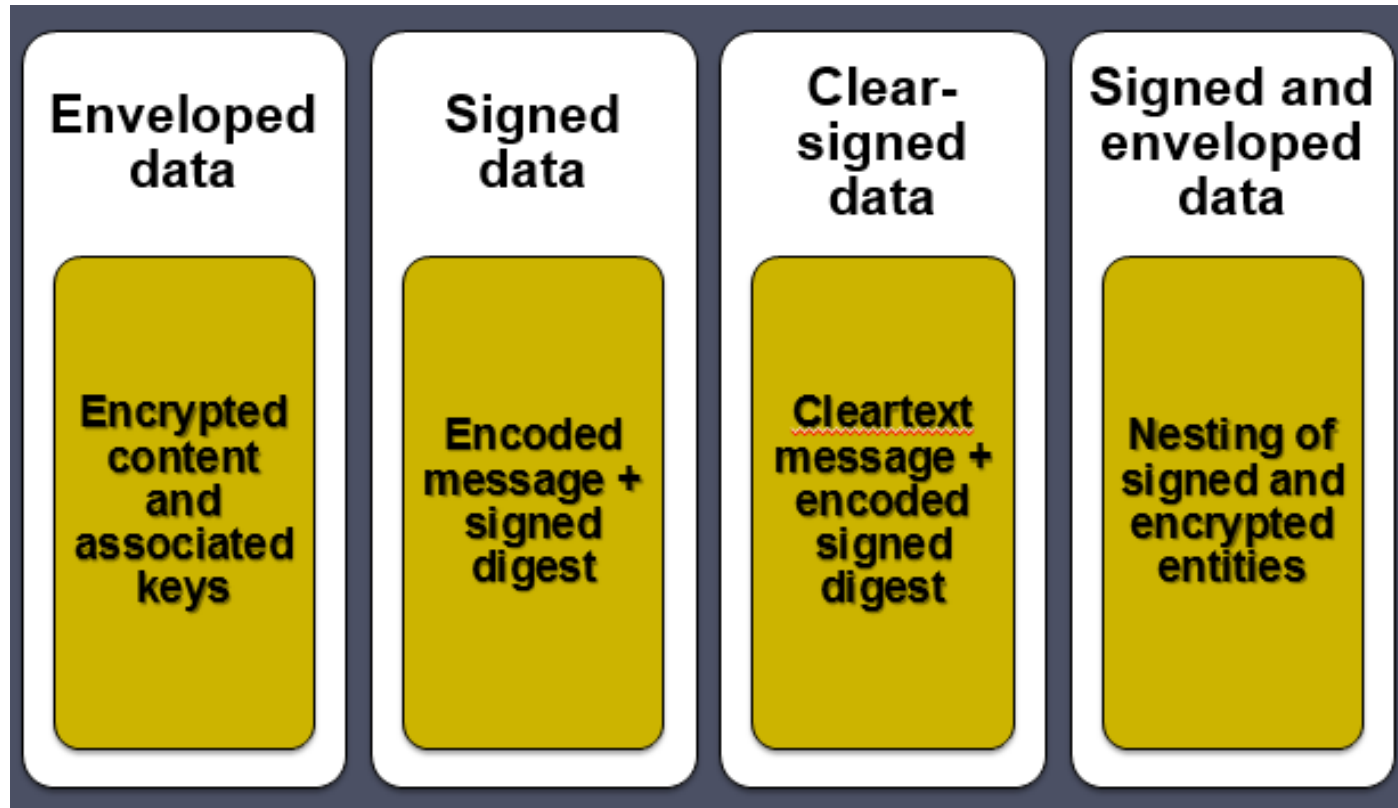 Enveloped
data
Encrypted
content
and
associated
keys
Signed
data
Encoded
message +
signed
digest
Clear-
signed
data
Cleartext
message +
encoded
signed
digest
Signed and
enveloped
data
Nesting of
signed and
encrypted
entities